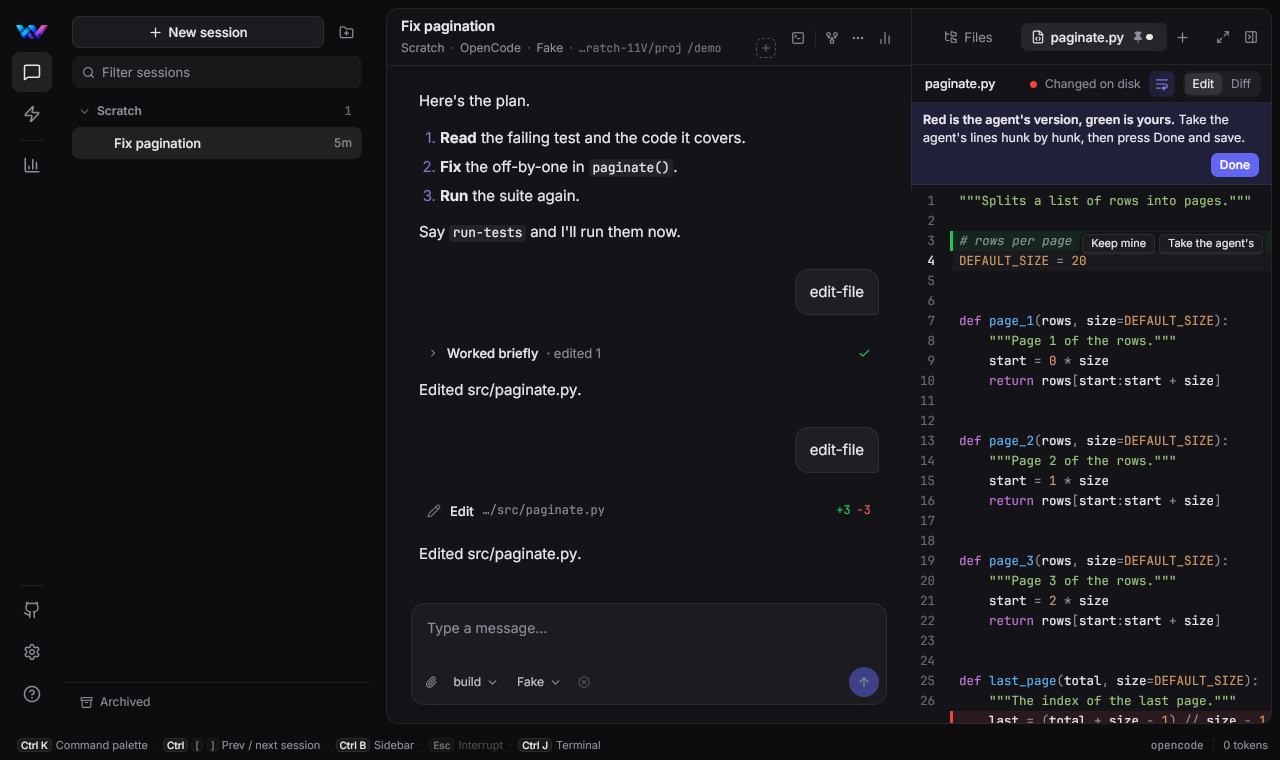 New session
Filter sessions
Scratch 1
Fix pagination 5m
Archived
Fix pagination
Scratch · OpenCode · Fake · …ratch-11V/proj /demo
Here's the plan.
1. Read the failing test and the code it covers.
2. Fix the off-by-one in paginate().
3. Run the suite again.
Say run-tests and I'll run them now.
edit-file
Worked briefly · edited 1
Edited src/paginate.py.
edit-file
Edit …/src/paginate.py +3 -3
Edited src/paginate.py.
Type a message...
build Fake
Files paginate.py
paginate.py Changed on disk Edit Diff
Red is the agent's version, green is yours. Take the
agent's lines hunk by hunk, then press Done and save.
Done
1 """Splits a list of rows into pages."""
2
3 # rows per page Keep mine Take the agent's
4 DEFAULT_SIZE = 20
5
6
7 def page_1(rows, size=DEFAULT_SIZE):
8 """Page 1 of the rows."""
9 start = 0 * size
10 return rows[start:start + size]
11
12
13 def page_2(rows, size=DEFAULT_SIZE):
14 """Page 2 of the rows."""
15 start = 1 * size
16 return rows[start:start + size]
17
18
19 def page_3(rows, size=DEFAULT_SIZE):
20 """Page 3 of the rows."""
21 start = 2 * size
22 return rows[start:start + size]
23
24
25 def last_page(total, size=DEFAULT_SIZE):
26 """The index of the last page."""
last = (total + size - 1) // size - 1
Ctrl K Command palette · Ctrl [ ] Prev / next session · Ctrl B Sidebar · Esc Interrupt · Ctrl J Terminal
opencode 0 tokens